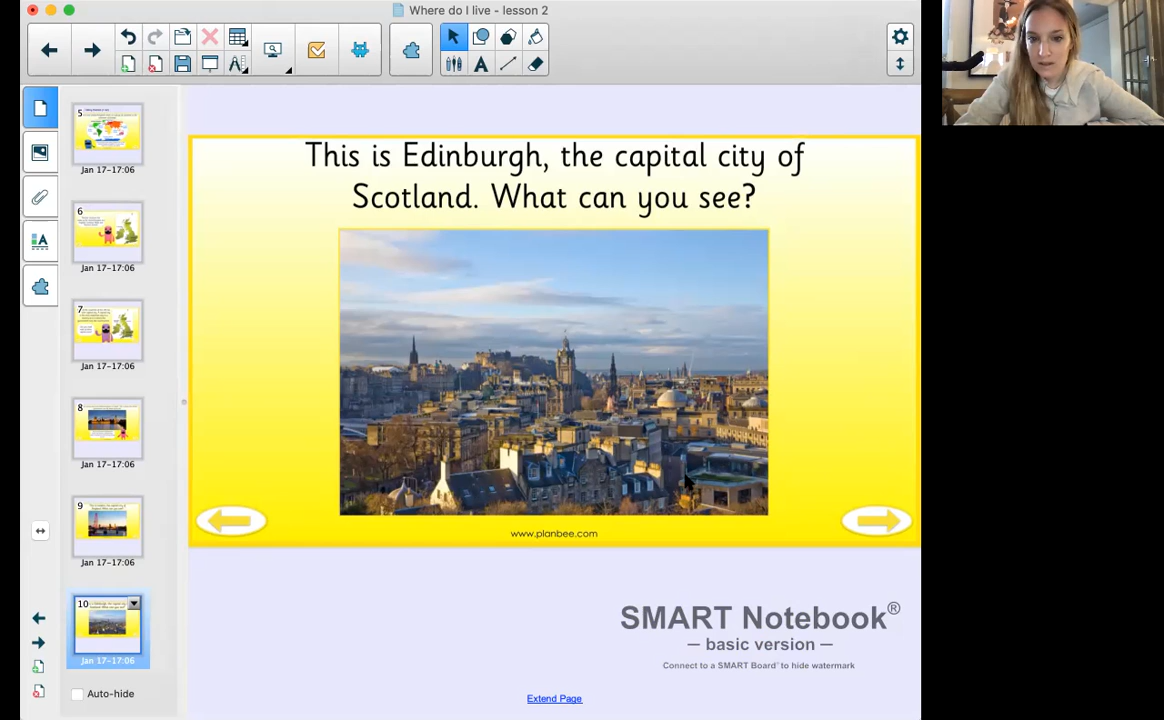 Where do I live - lesson 2
5
Jan 17-17:06
6
Jan 17-17:06
7
Jan 17-17:06
8
Jan 17-17:06
9
Jan 17-17:06
10
Jan 17-17:06
Auto-hide
This is Edinburgh, the capital city of
Scotland. What can you see?
www.planbee.com
SMART Notebook®
— basic version —
Connect to a SMART Board™ to hide watermark
Extend Page